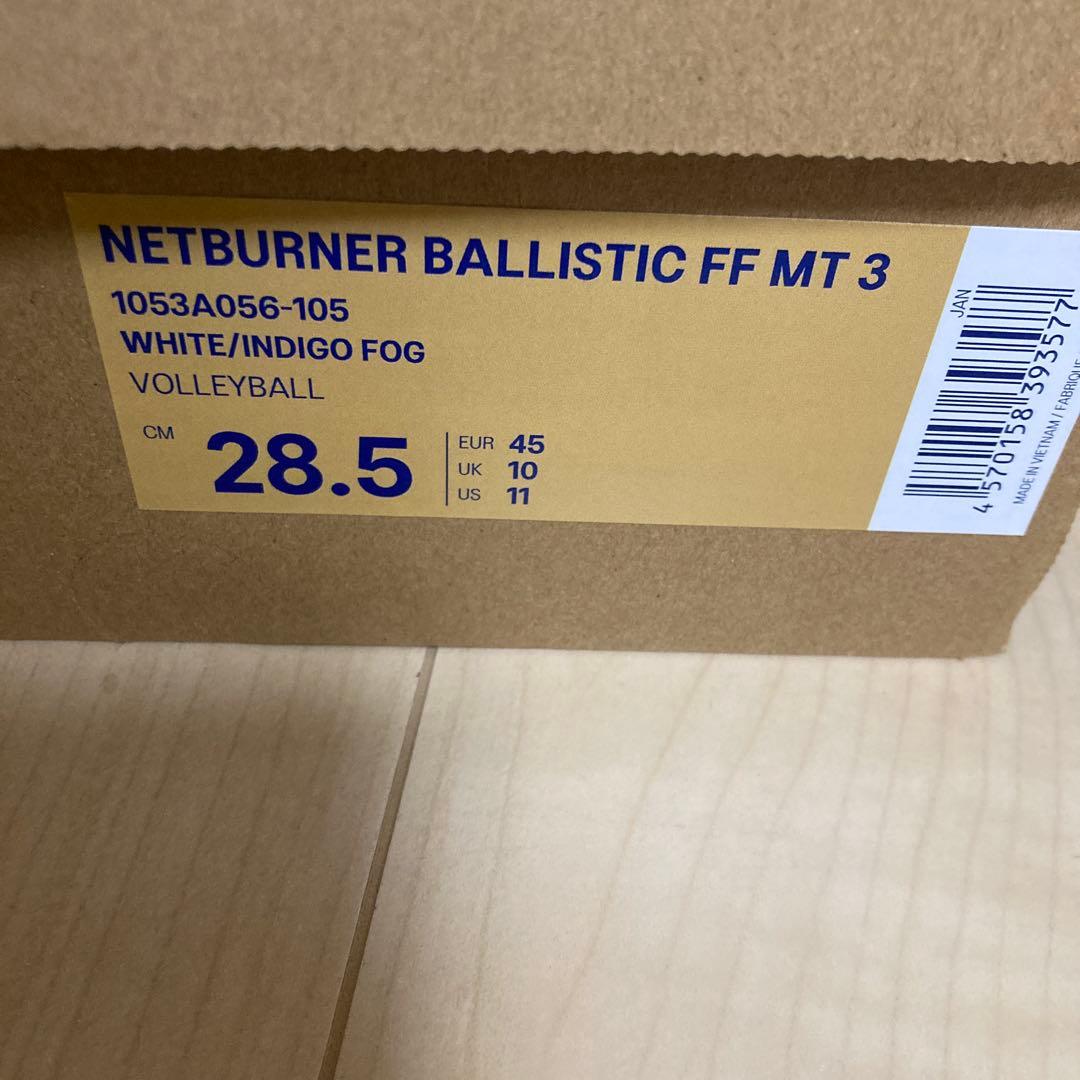 NETBURNER BALLISTIC FF MT 3
1053A056-105
WHITE/INDIGO FOG
VOLLEYBALL
CM 28.5
EUR 45
UK 10
US 11
JAN
4 570158 393577
MADE IN VIETNAM / FABRIQUÉ